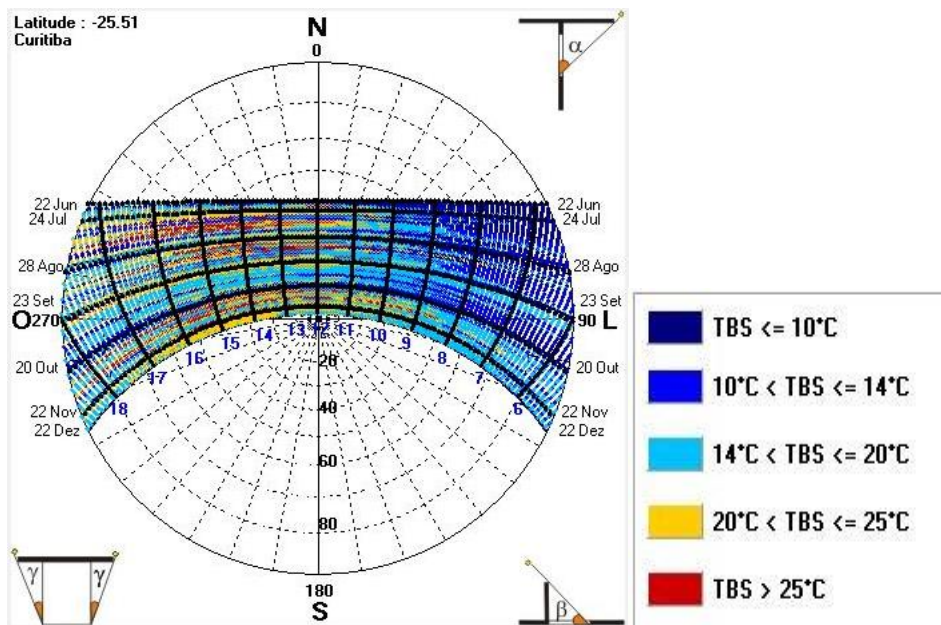 Latitude : -25.51
Curitiba
N
0
α
22 Jun
24 Jul
28 Ago
23 Set
O 270
20 Out
22 Nov
22 Dez
22 Jun
24 Jul
28 Ago
23 Set
90 L
20 Out
22 Nov
22 Dez
18 17 16 15 14 13 12 11 10 9 8 7 6
20
40
60
80
180
S
γ γ
β
TBS <= 10°C
10°C < TBS <= 14°C
14°C < TBS <= 20°C
20°C < TBS <= 25°C
TBS > 25°C